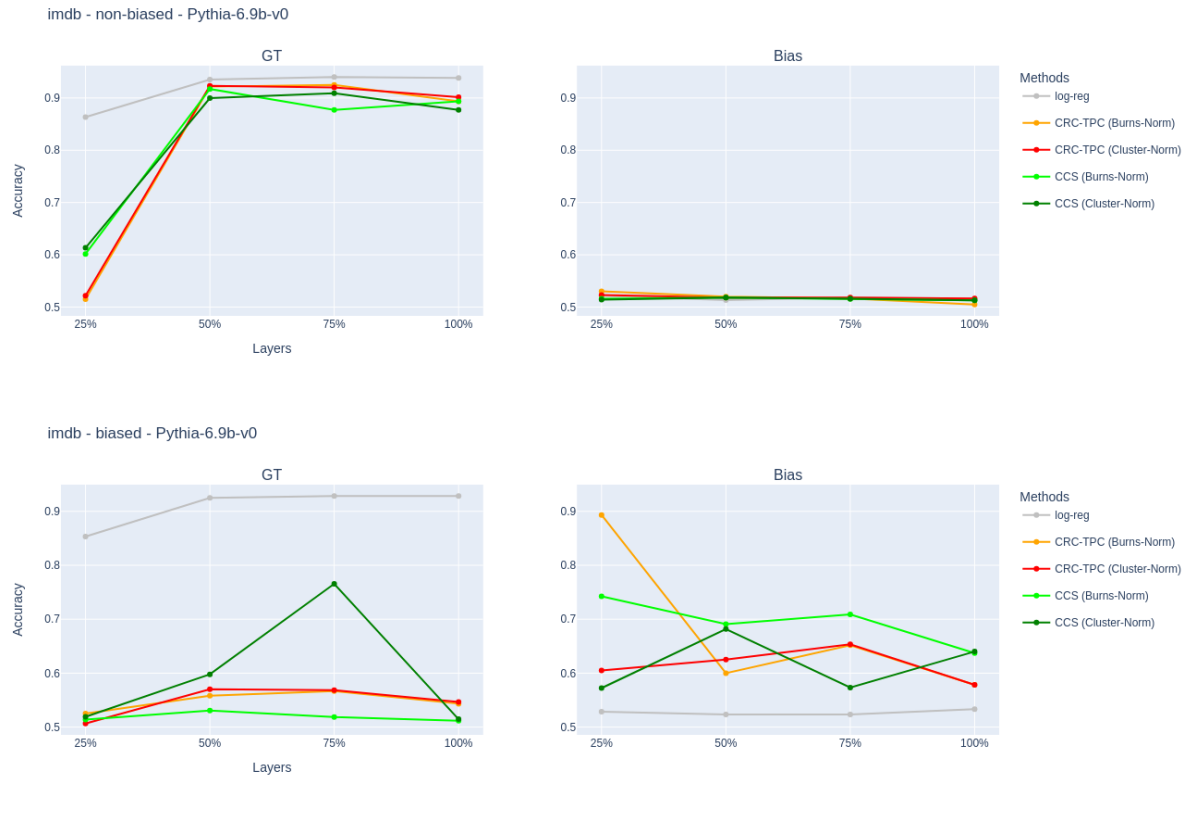 imdb - non-biased - Pythia-6.9b-v0
GT
Bias
Accuracy
0.9
0.8
0.7
0.6
0.5
25%
50%
75%
100%
Layers
0.9
0.8
0.7
0.6
0.5
25%
50%
75%
100%
Methods
log-reg
CRC-TPC (Burns-Norm)
CRC-TPC (Cluster-Norm)
CCS (Burns-Norm)
CCS (Cluster-Norm)
imdb - biased - Pythia-6.9b-v0
GT
Bias
Accuracy
0.9
0.8
0.7
0.6
0.5
25%
50%
75%
100%
Layers
0.9
0.8
0.7
0.6
0.5
25%
50%
75%
100%
Methods
log-reg
CRC-TPC (Burns-Norm)
CRC-TPC (Cluster-Norm)
CCS (Burns-Norm)
CCS (Cluster-Norm)